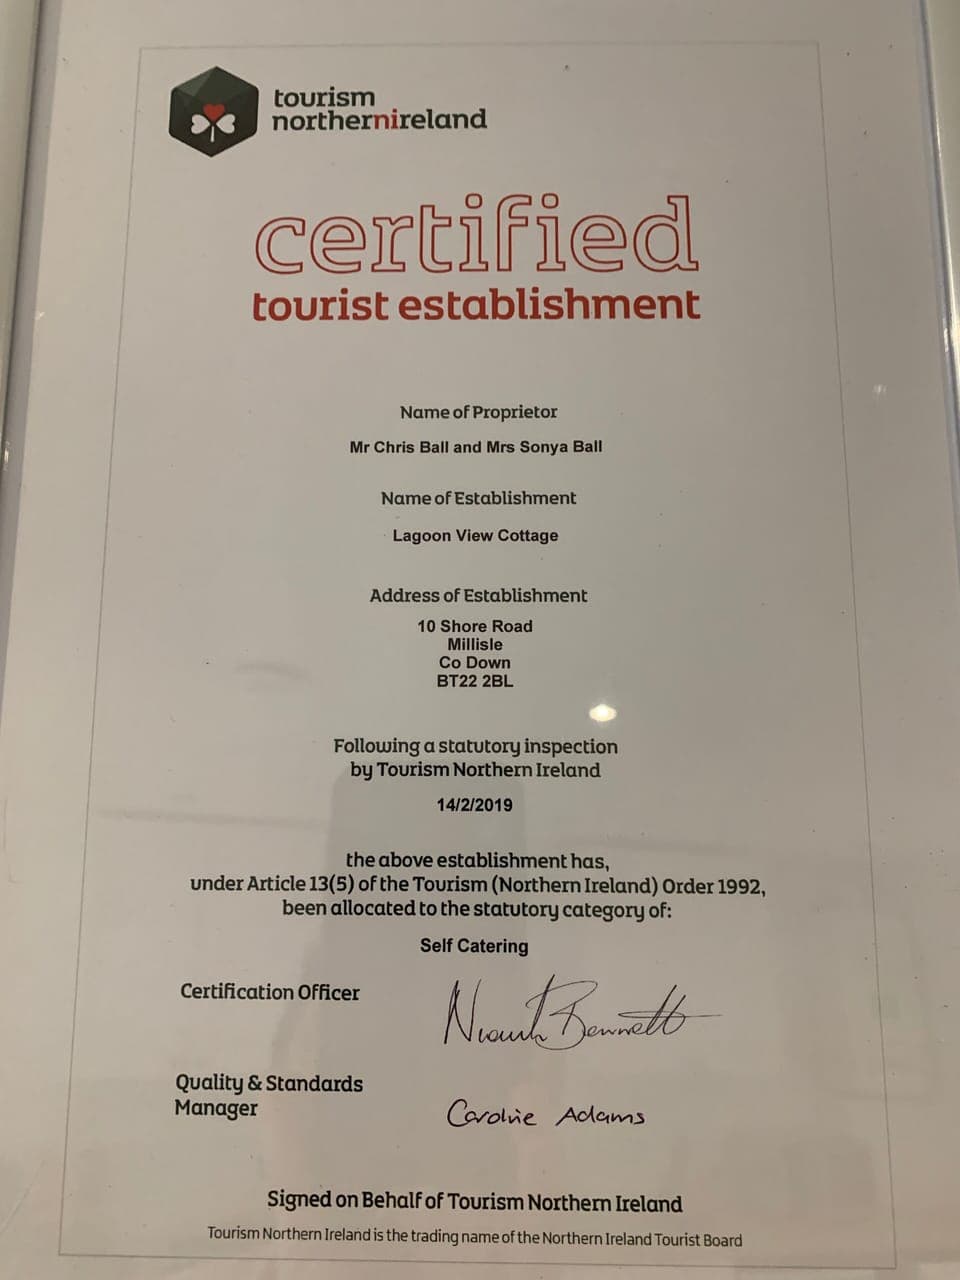 tourism
northernireland
certified
tourist establishment
Name of Proprietor
Mr Chris Ball and Mrs Sonya Ball
Name of Establishment
Lagoon View Cottage
Address of Establishment
10 Shore Road
Millisle
Co Down
BT22 2BL
Following a statutory inspection
by Tourism Northern Ireland
14/2/2019
the above establishment has,
under Article 13(5) of the Tourism (Northern Ireland) Order 1992,
been allocated to the statutory category of:
Self Catering
Certification Officer
Bennett
Quality & Standards
Manager
Caroline Adams
Signed on Behalf of Tourism Northern Ireland
Tourism Northern Ireland is the trading name of the Northern Ireland Tourist Board